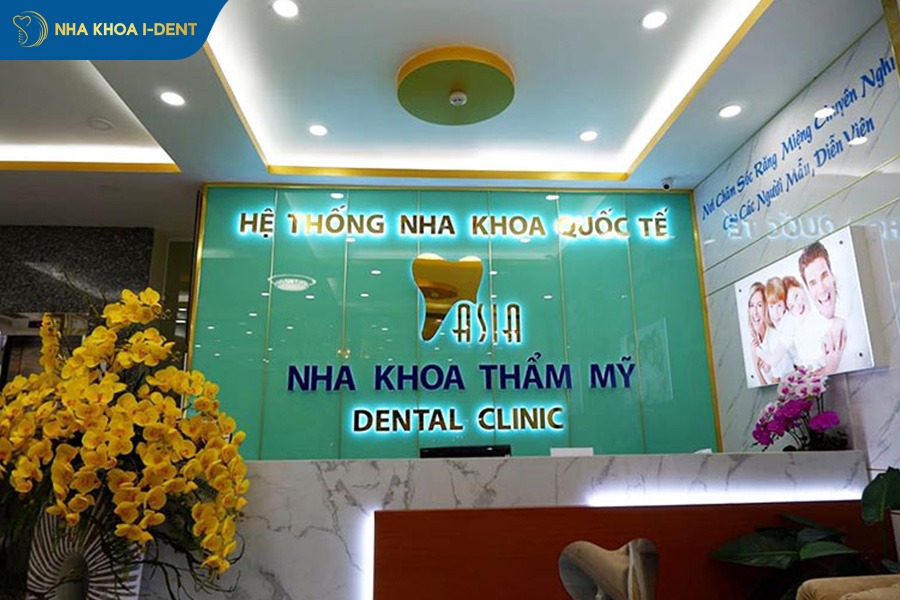 NHA KHOA I-DENT
HỆ THỐNG NHA KHOA QUỐC TẾ
ASIA
NHA KHOA THẨM MỸ
DENTAL CLINIC
Nơi Chăm Sóc Răng Miệng Chuyên Nghi
Các Người Mẫu Diễn Viên